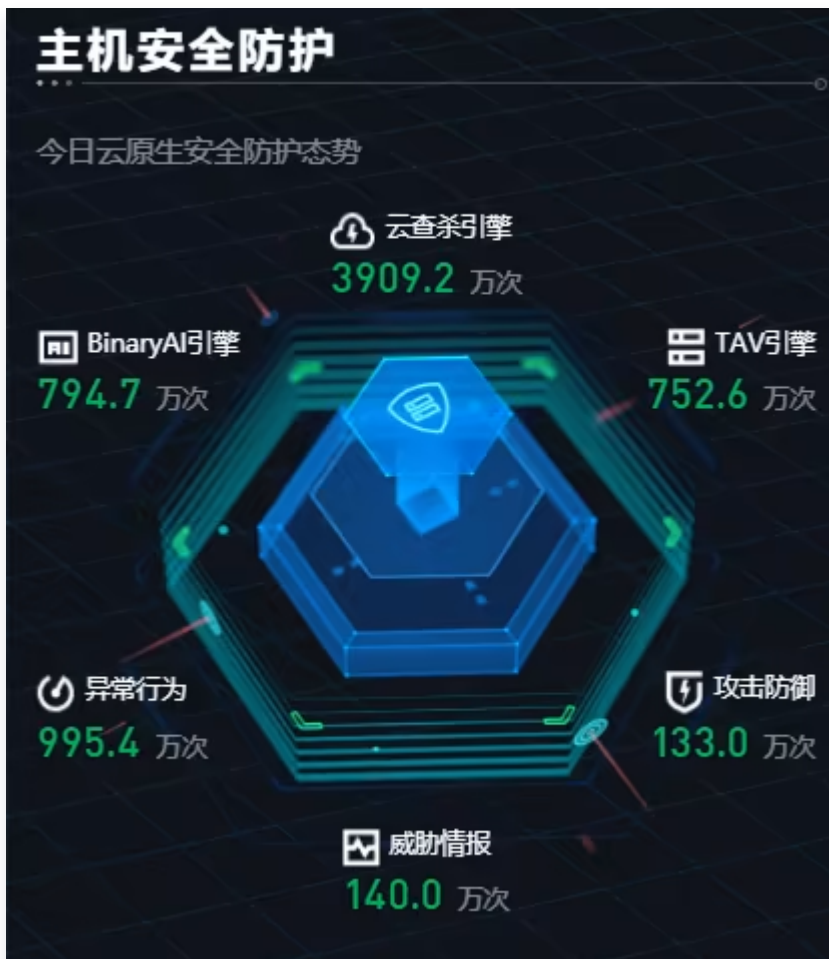 主机安全防护
今日云原生安全防护态势
云查杀引擎
3909.2 万次
AI BinaryAI引擎
794.7 万次
TAV引擎
752.6 万次
异常行为
995.4 万次
攻击防御
133.0 万次
威胁情报
140.0 万次